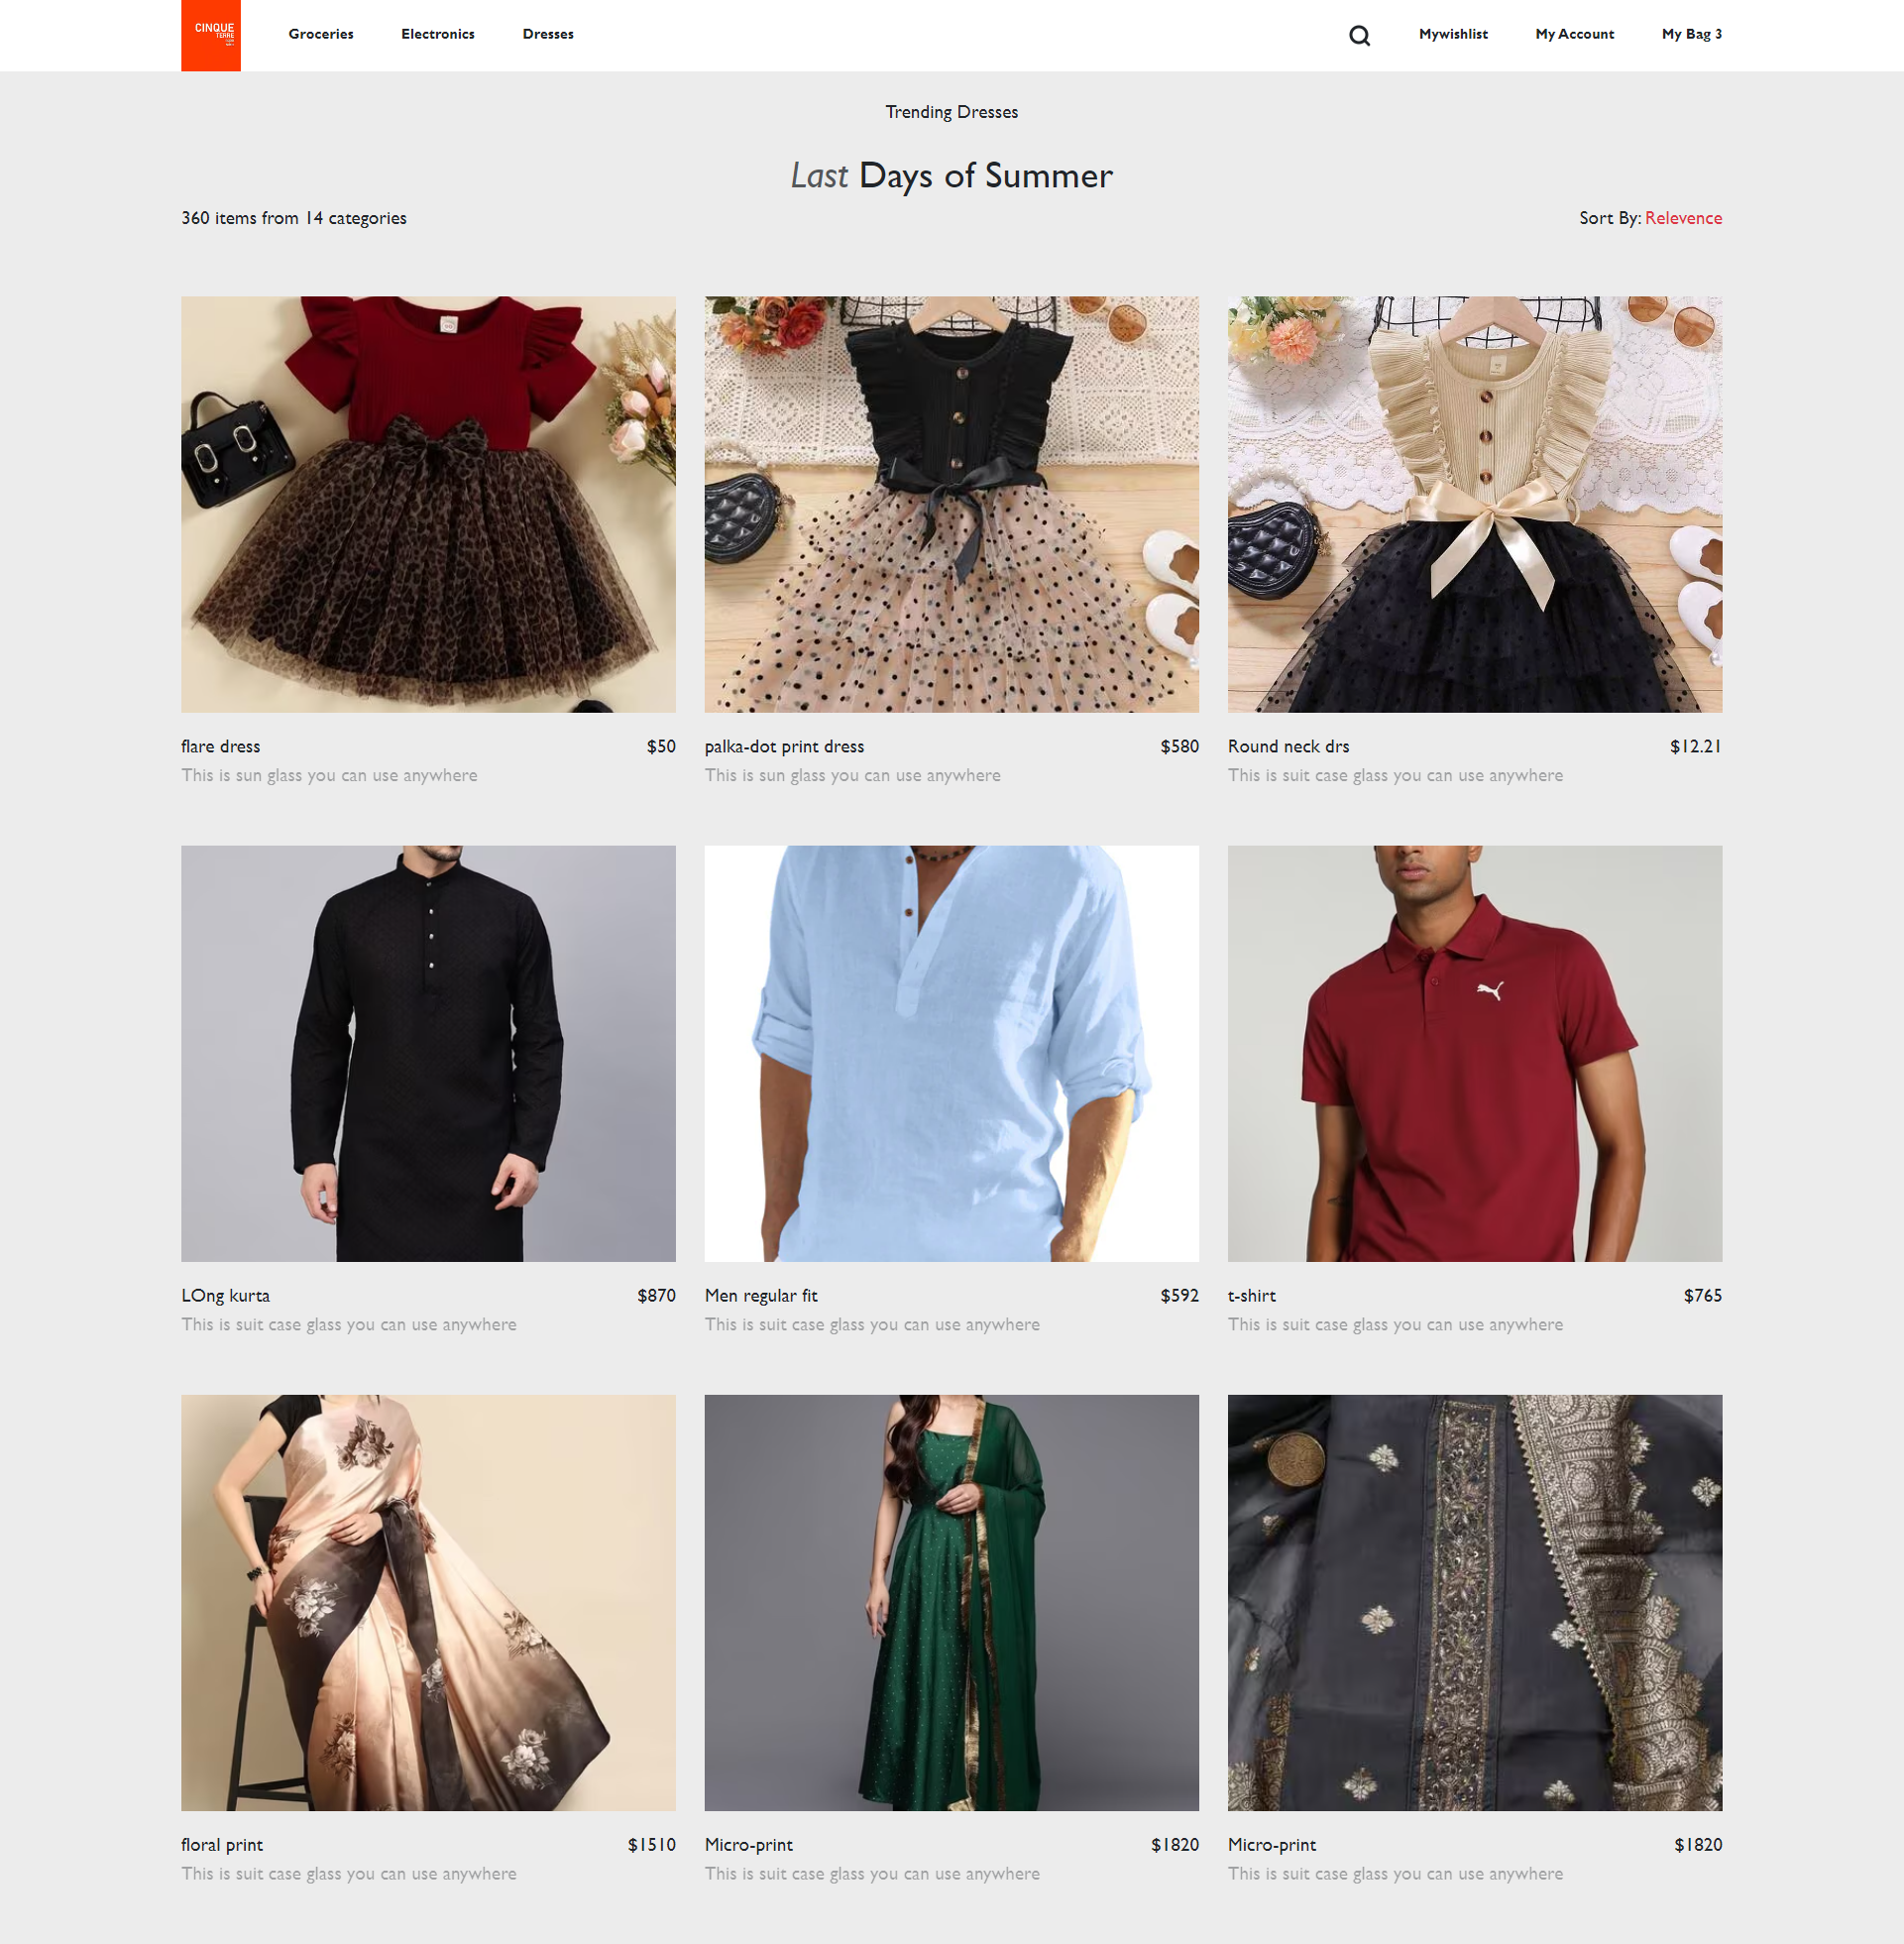 CINQUE
TERRE
Groceries
Electronics
Dresses
Mywishlist
My Account
My Bag 3
Trending Dresses
Last Days of Summer
360 items from 14 categories
Sort By: Relevence
flare dress
$50
This is sun glass you can use anywhere
palka-dot print dress
$580
This is sun glass you can use anywhere
Round neck drs
$12.21
This is suit case glass you can use anywhere
LOng kurta
$870
This is suit case glass you can use anywhere
Men regular fit
$592
This is suit case glass you can use anywhere
t-shirt
$765
This is suit case glass you can use anywhere
floral print
$1510
This is suit case glass you can use anywhere
Micro-print
$1820
This is suit case glass you can use anywhere
Micro-print
$1820
This is suit case glass you can use anywhere